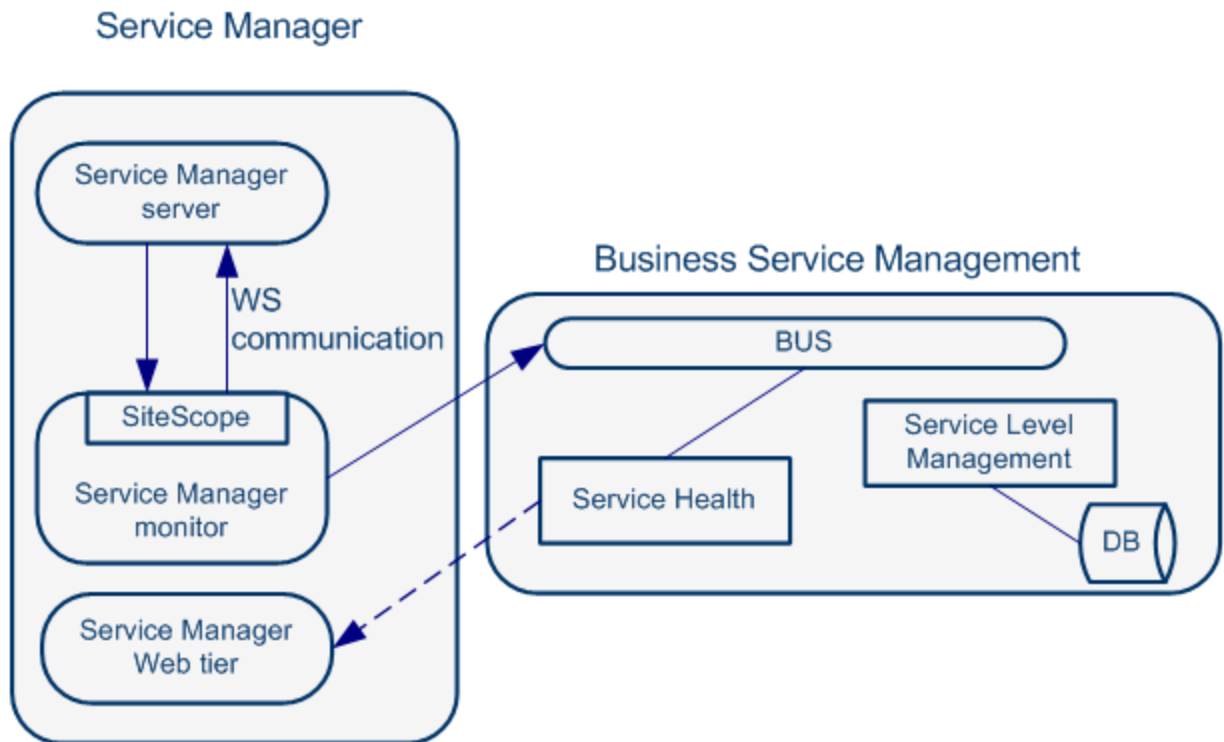 Service Manager
Service Manager
server
WS
communication
SiteScope
Service Manager
monitor
Service Manager
Web tier
Business Service Management
BUS
Service Level
Management
Service Health
DB